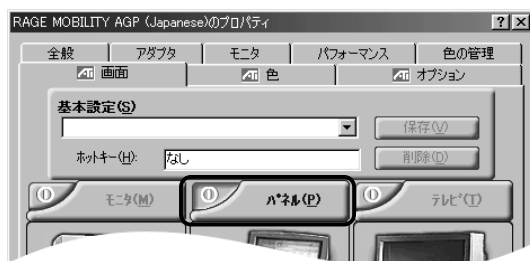 RAGE MOBILITY AGP (Japanese)のプロパティ
全般 アダプタ モニタ パフォーマンス 色の管理
ATI 画面 ATI 色 ATI オプション
基本設定(S)
保存(V)
ホットキー(H): なし 削除(D)
モニタ(M) パネル(P) テレビ(T)